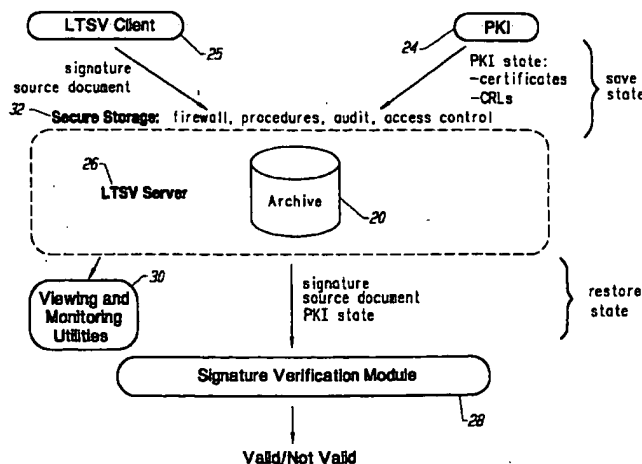 LTSV Client
25
24
PKI
signature
source document
PKI state:
-certificates
-CRLs
save
state
32 Secure Storage: firewall, procedures, audit, access control
26
LTSV Server
Archive
20
30
Viewing and
Monitoring
Utilities
signature
source document
PKI state
restore
state
Signature Verification Module
28
Valid/Not Valid